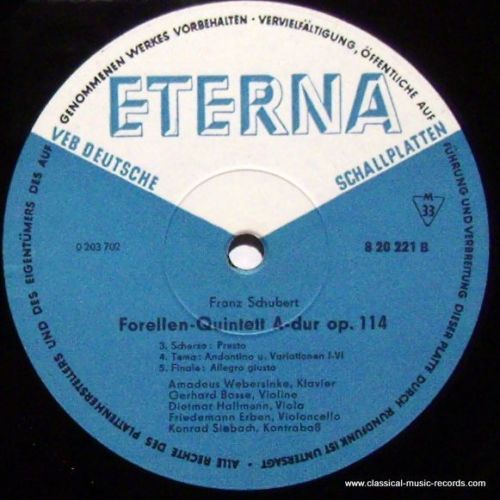 GENOMMENEN WERKES VORBEHALTEN · VERVIELFÄLTIGUNG, ÖFFENTLICHE AUF
FÜHRUNG UND VERBREITUNG DIESER PLATTE DURCH RUNDFUNK IST UNTERSAGT · ALLE RECHTE DES PLATTENHERSTELLERS UND DES EIGENTÜMERS DES AUF
ETERNA
VEB DEUTSCHE
SCHALLPLATTEN
M
33
0 203 702
8 20 221 B
Franz Schubert
Forellen-Quintett A-dur op. 114
3. Scherzo: Presto
4. Tema: Andantino u. Variationen I-VI
5. Finale: Allegro giusto
Amadeus Webersinke, Klavier
Gerhard Bosse, Violine
Dietmar Hallmann, Viola
Friedemann Erben, Violoncello
Konrad Siebach, Kontrabaß
www.classical-music-records.com